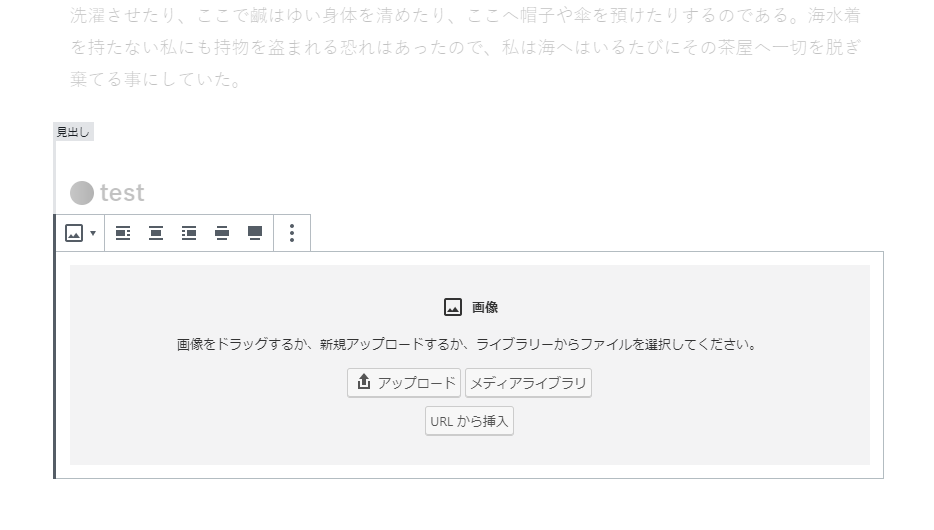 洗濯させたり、ここで鹹はゆい身体を清めたり、ここへ帽子や傘を預けたりするのである。海水着
を持たない私にも持物を盗まれる恐れはあったので、私は海へはいるたびにその茶屋へ一切を脱ぎ
棄てる事にしていた。
見出し
test
画像
画像をドラッグするか、新規アップロードするか、ライブラリーからファイルを選択してください。
アップロード メディアライブラリ
URL から挿入